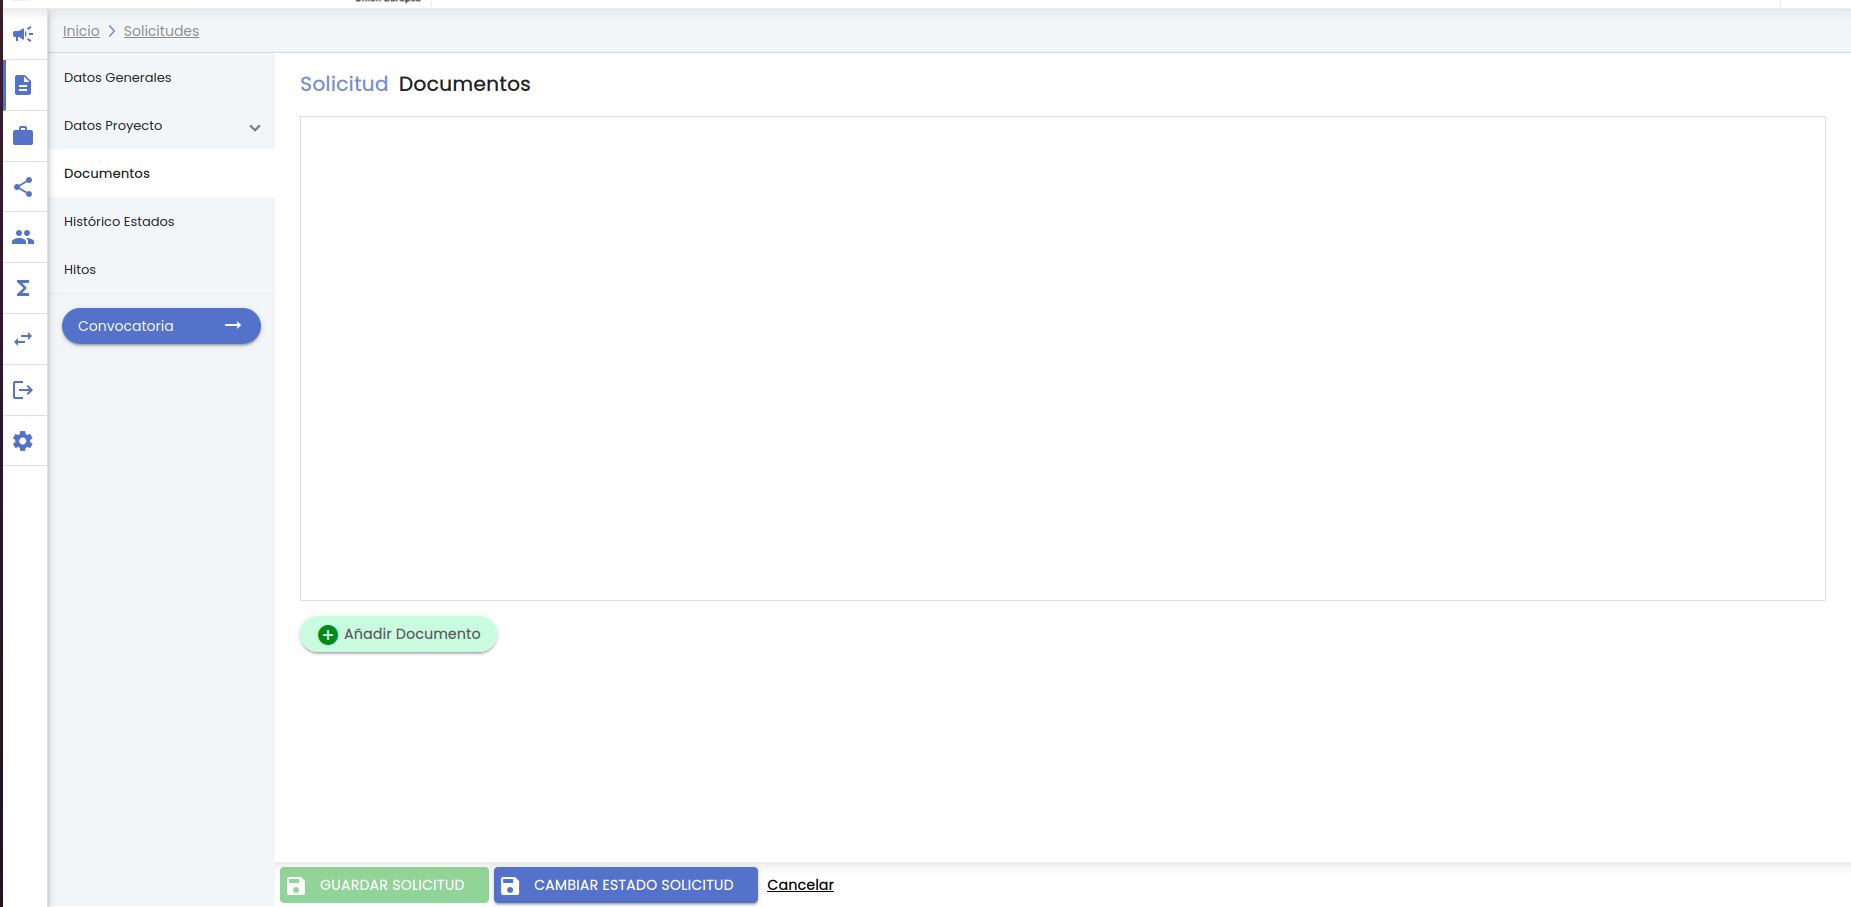 Inicio > Solicitudes
Datos Generales
Datos Proyecto
Documentos
Histórico Estados
Hitos
Convocatoria
Solicitud Documentos
Añadir Documento
GUARDAR SOLICITUD
CAMBIAR ESTADO SOLICITUD
Cancelar